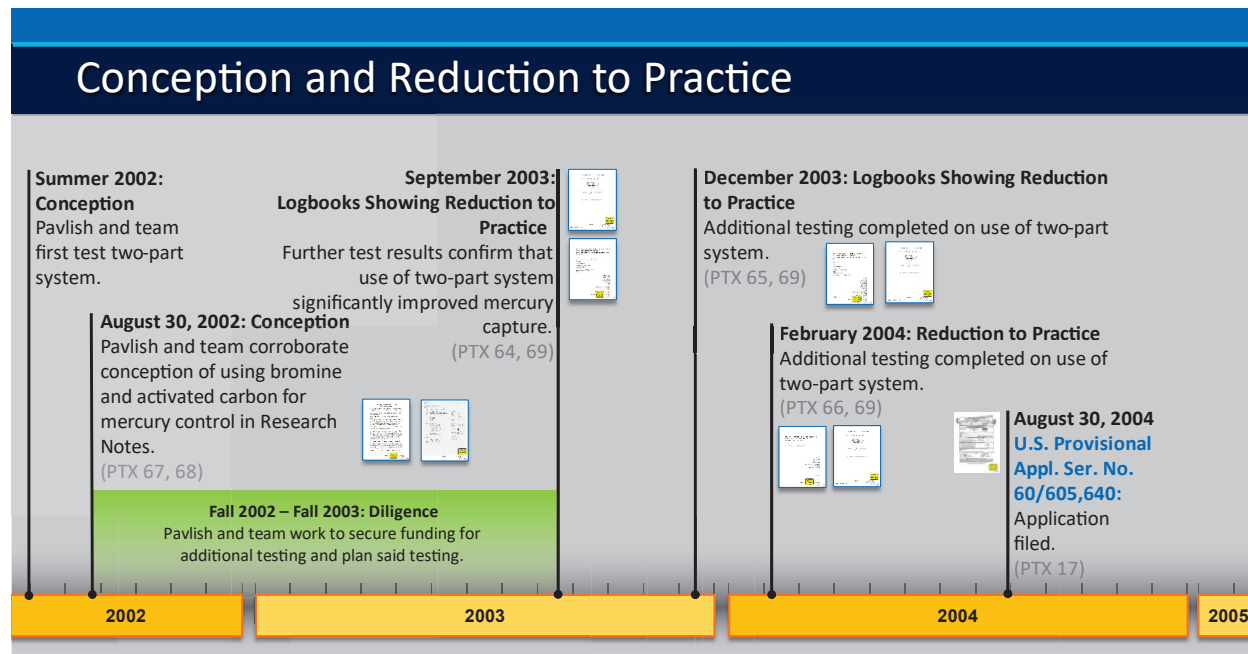 Conception and Reduction to Practice
Summer 2002:
Conception
Pavlish and team
first test two-part
system.
August 30, 2002: Conception
Pavlish and team corroborate
conception of using bromine
and activated carbon for
mercury control in Research
Notes.
(PTX 67, 68)
Fall 2002 – Fall 2003: Diligence
Pavlish and team work to secure funding for
additional testing and plan said testing.
September 2003:
Logbooks Showing Reduction to
Practice
Further test results confirm that
use of two-part system
significantly improved mercury
capture.
(PTX 64, 69)
December 2003: Logbooks Showing Reduction
to Practice
Additional testing completed on use of two-part
system.
(PTX 65, 69)
February 2004: Reduction to Practice
Additional testing completed on use of
two-part system.
(PTX 66, 69)
August 30, 2004
U.S. Provisional
Appl. Ser. No.
60/605,640:
Application
filed.
(PTX 17)
2002
2003
2004
2005